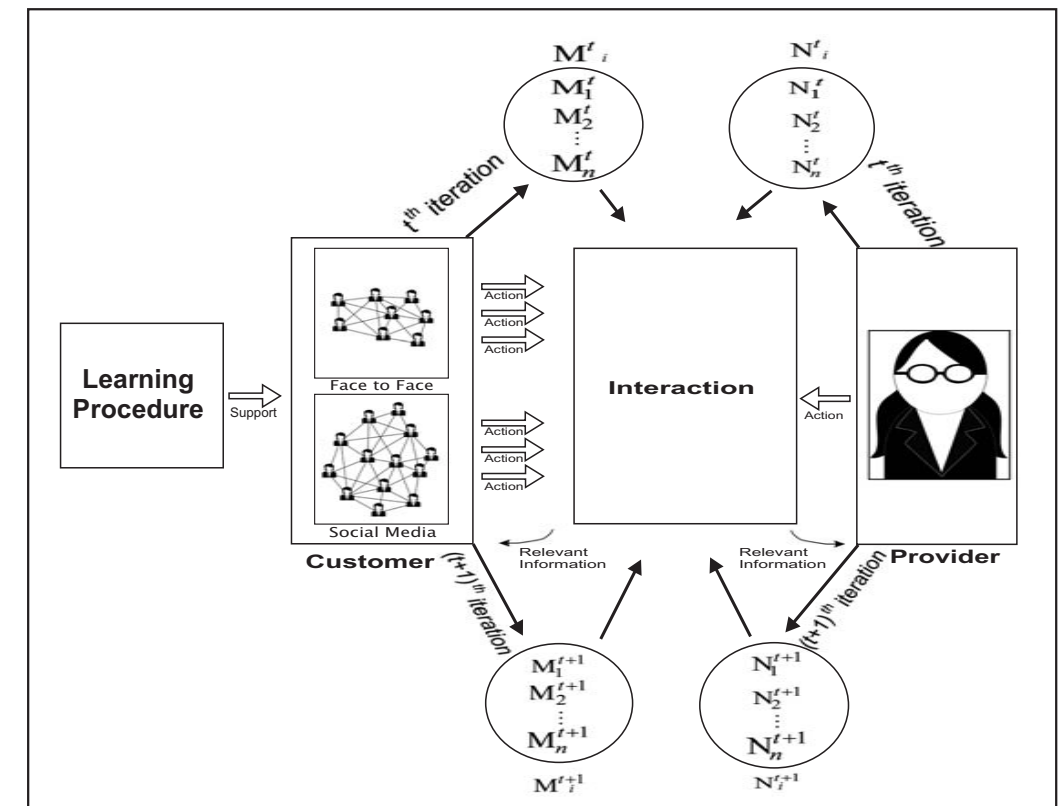 M^t_i
M^t_1
M^t_2
⋮
M^t_n
N^t_i
N^t_1
N^t_2
⋮
N^t_n
t^th iteration
t^th iteration
Learning
Procedure
Support
Face to Face
Social Media
Customer
Action
Action
Action
Action
Action
Action
Interaction
Action
Provider
Relevant
Information
Relevant
Information
(t+1)^th iteration
(t+1)^th iteration
M^{t+1}_1
M^{t+1}_2
⋮
M^{t+1}_n
M^{t+1}_i
N^{t+1}_1
N^{t+1}_2
⋮
N^{t+1}_n
N^{t+1}_i